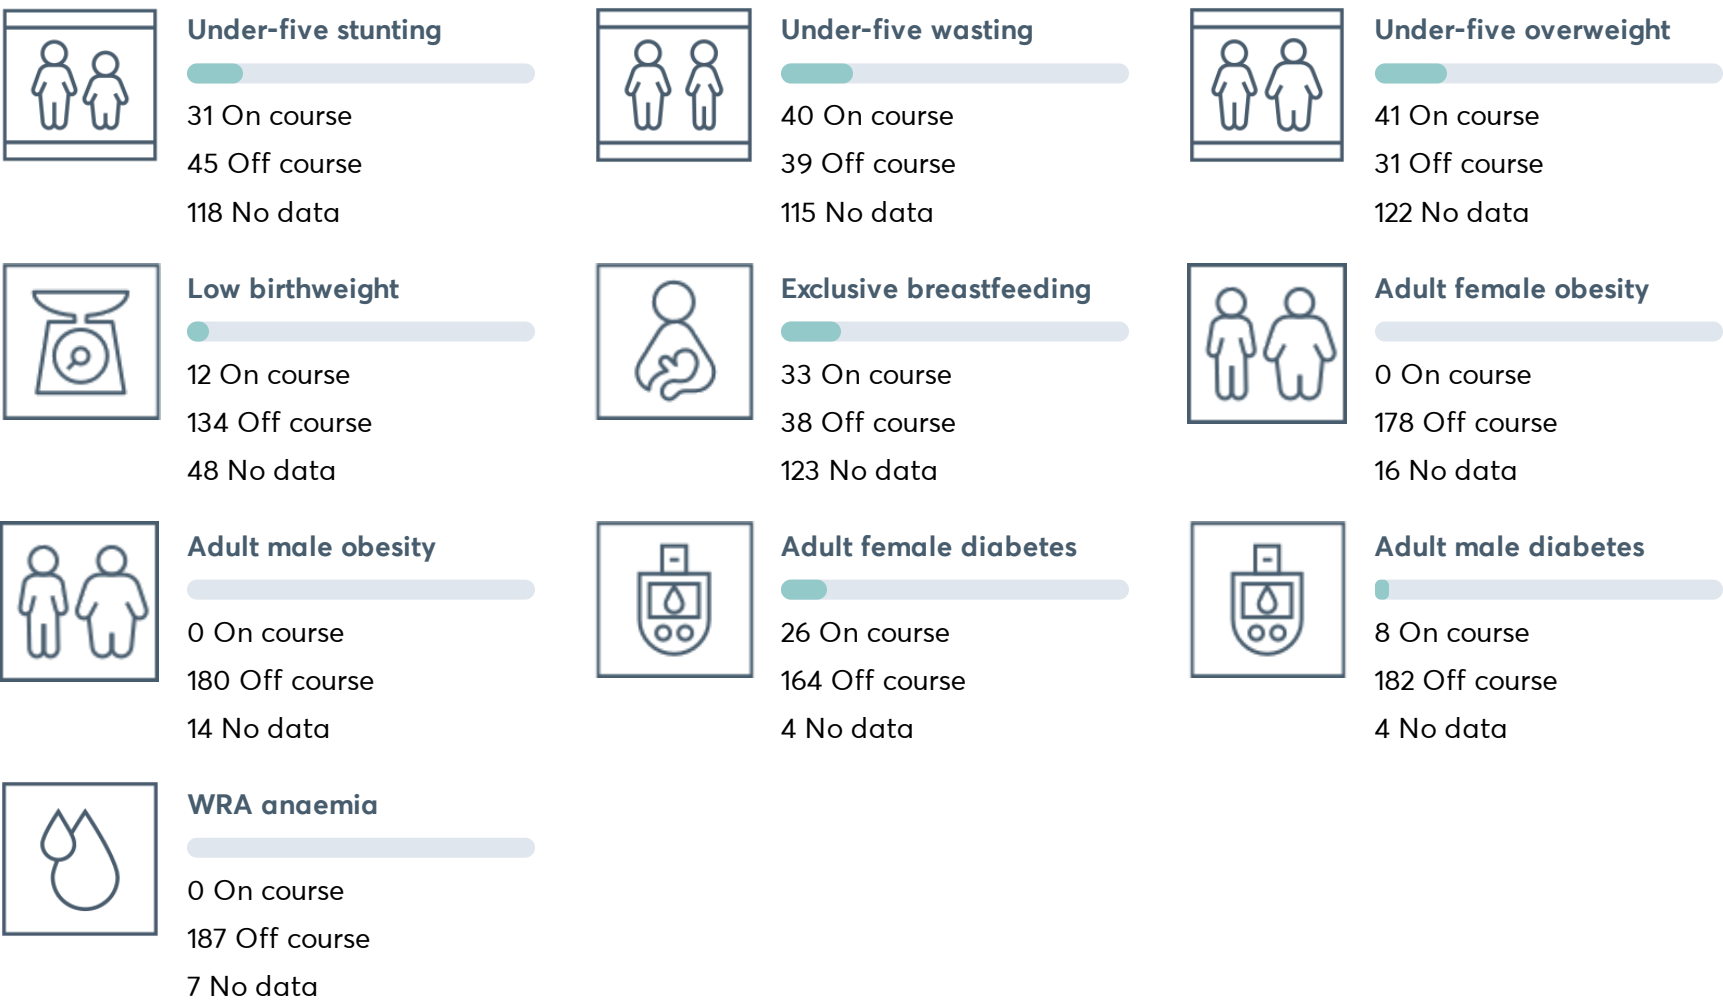 Under-five stunting
31 On course
45 Off course
118 No data
Under-five wasting
40 On course
39 Off course
115 No data
Under-five overweight
41 On course
31 Off course
122 No data
Low birthweight
12 On course
134 Off course
48 No data
Exclusive breastfeeding
33 On course
38 Off course
123 No data
Adult female obesity
0 On course
178 Off course
16 No data
Adult male obesity
0 On course
180 Off course
14 No data
Adult female diabetes
26 On course
164 Off course
4 No data
Adult male diabetes
8 On course
182 Off course
4 No data
WRA anaemia
0 On course
187 Off course
7 No data